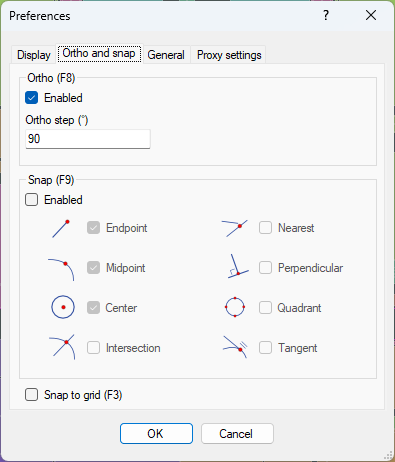 Preferences
?
Display Ortho and snap General Proxy settings
Ortho (F8)
Enabled
Ortho step (°)
90
Snap (F9)
Enabled
Endpoint Nearest
Midpoint Perpendicular
Center Quadrant
Intersection Tangent
Snap to grid (F3)
OK Cancel